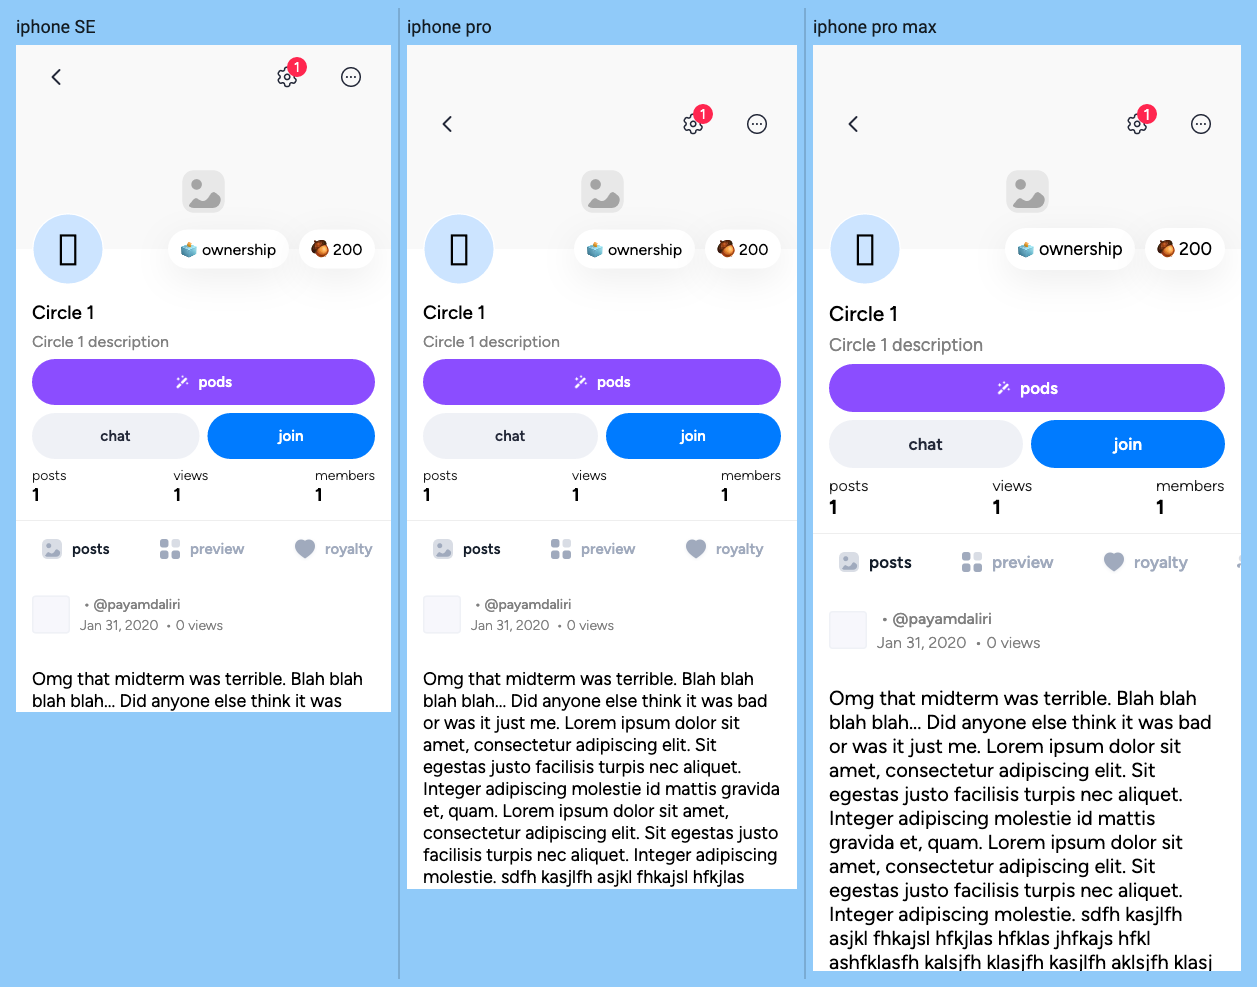 iphone SE
1
ownership
200
Circle 1
Circle 1 description
pods
chat
join
posts
views
members
1
1
1
posts
preview
royalty
• @payamdaliri
Jan 31, 2020 • 0 views
Omg that midterm was terrible. Blah blah
blah blah... Did anyone else think it was
iphone pro
1
ownership
200
Circle 1
Circle 1 description
pods
chat
join
posts
views
members
1
1
1
posts
preview
royalty
• @payamdaliri
Jan 31, 2020 • 0 views
Omg that midterm was terrible. Blah blah
blah blah... Did anyone else think it was bad
or was it just me. Lorem ipsum dolor sit
amet, consectetur adipiscing elit. Sit
egestas justo facilisis turpis nec aliquet.
Integer adipiscing molestie id mattis gravida
et, quam. Lorem ipsum dolor sit amet,
consectetur adipiscing elit. Sit egestas justo
facilisis turpis nec aliquet. Integer adipiscing
molestie. sdfh kasjlfh asjkl fhkajsl hfkjlas
iphone pro max
1
ownership
200
Circle 1
Circle 1 description
pods
chat
join
posts
views
members
1
1
1
posts
preview
royalty
• @payamdaliri
Jan 31, 2020 • 0 views
Omg that midterm was terrible. Blah blah
blah blah... Did anyone else think it was bad
or was it just me. Lorem ipsum dolor sit
amet, consectetur adipiscing elit. Sit
egestas justo facilisis turpis nec aliquet.
Integer adipiscing molestie id mattis
gravida et, quam. Lorem ipsum dolor sit
amet, consectetur adipiscing elit. Sit
egestas justo facilisis turpis nec aliquet.
Integer adipiscing molestie. sdfh kasjlfh
asjkl fhkajsl hfkjlas hfklas jhfkajs hfkl
ashfklasfh kalsjfh klasjfh kasjlfh aklsjfh klasj